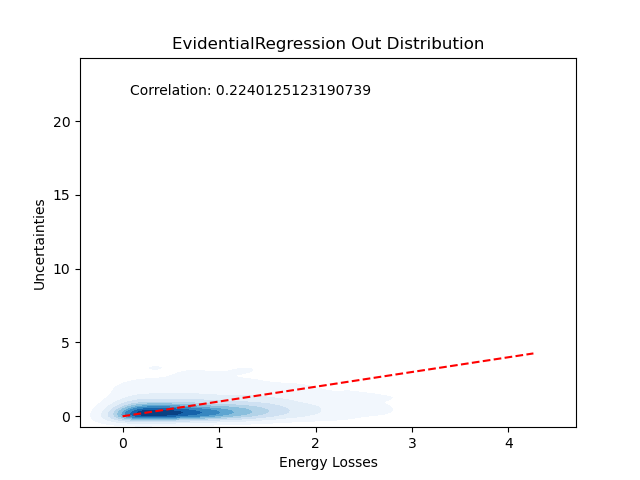 EvidentialRegression Out Distribution
Correlation: 0.2240125123190739
20
15
10
5
0
Uncertainties
0 1 2 3 4
Energy Losses